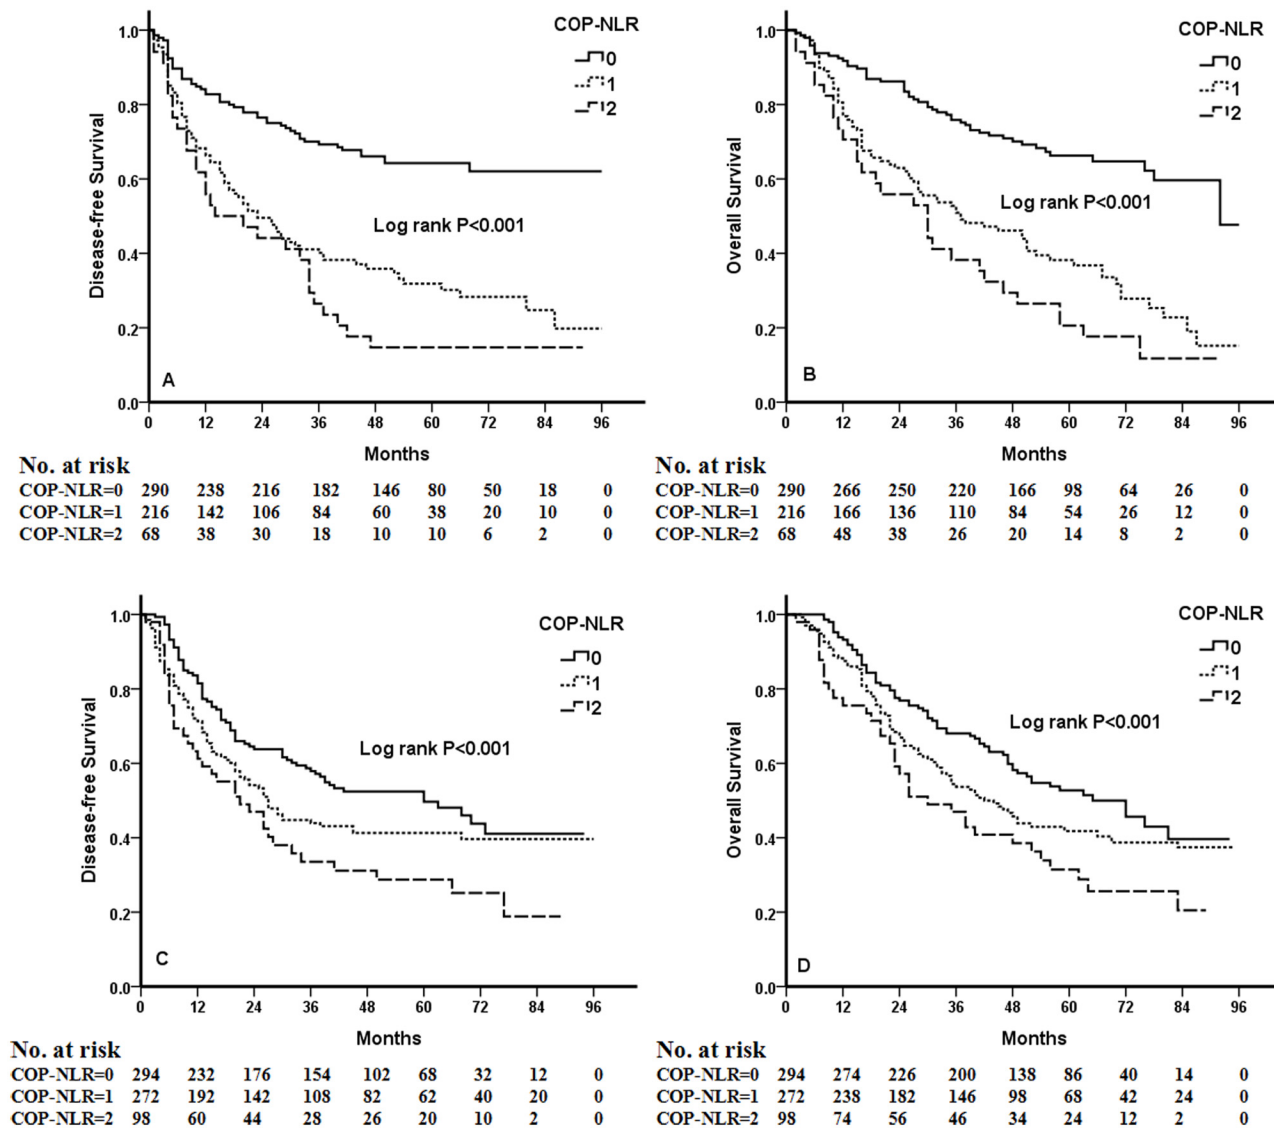 COP-NLR
0
1
2
1.0
0.8
0.6
0.4
0.2
0.0
Disease-free Survival
Log rank P<0.001
A
0 12 24 36 48 60 72 84 96
Months
No. at risk
COP-NLR=0 290 238 216 182 146 80 50 18 0
COP-NLR=1 216 142 106 84 60 38 20 10 0
COP-NLR=2 68 38 30 18 10 10 6 2 0
COP-NLR
0
1
2
1.0
0.8
0.6
0.4
0.2
0.0
Overall Survival
Log rank P<0.001
B
0 12 24 36 48 60 72 84 96
Months
No. at risk
COP-NLR=0 290 266 250 220 166 98 64 26 0
COP-NLR=1 216 166 136 110 84 54 26 12 0
COP-NLR=2 68 48 38 26 20 14 8 2 0
COP-NLR
0
1
2
1.0
0.8
0.6
0.4
0.2
0.0
Disease-free Survival
Log rank P<0.001
C
0 12 24 36 48 60 72 84 96
Months
No. at risk
COP-NLR=0 294 232 176 154 102 68 32 12 0
COP-NLR=1 272 192 142 108 82 62 40 20 0
COP-NLR=2 98 60 44 28 26 20 10 2 0
COP-NLR
0
1
2
1.0
0.8
0.6
0.4
0.2
0.0
Overall Survival
Log rank P<0.001
D
0 12 24 36 48 60 72 84 96
Months
No. at risk
COP-NLR=0 294 274 226 200 138 86 40 14 0
COP-NLR=1 272 238 182 146 98 68 42 24 0
COP-NLR=2 98 74 56 46 34 24 12 2 0